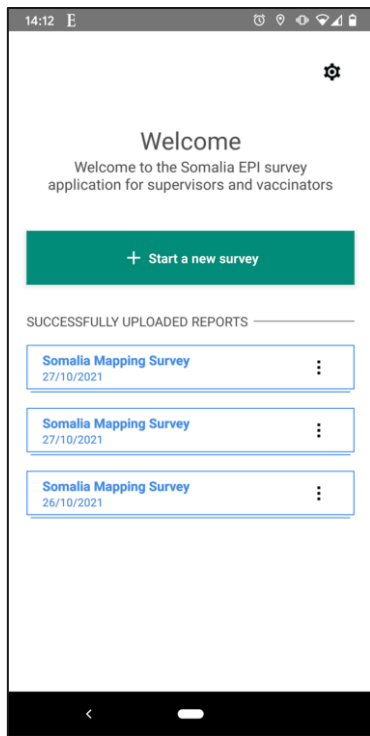 14:12 E
Welcome
Welcome to the Somalia EPI survey
application for supervisors and vaccinators
+ Start a new survey
SUCCESSFULLY UPLOADED REPORTS
Somalia Mapping Survey
27/10/2021
Somalia Mapping Survey
27/10/2021
Somalia Mapping Survey
26/10/2021